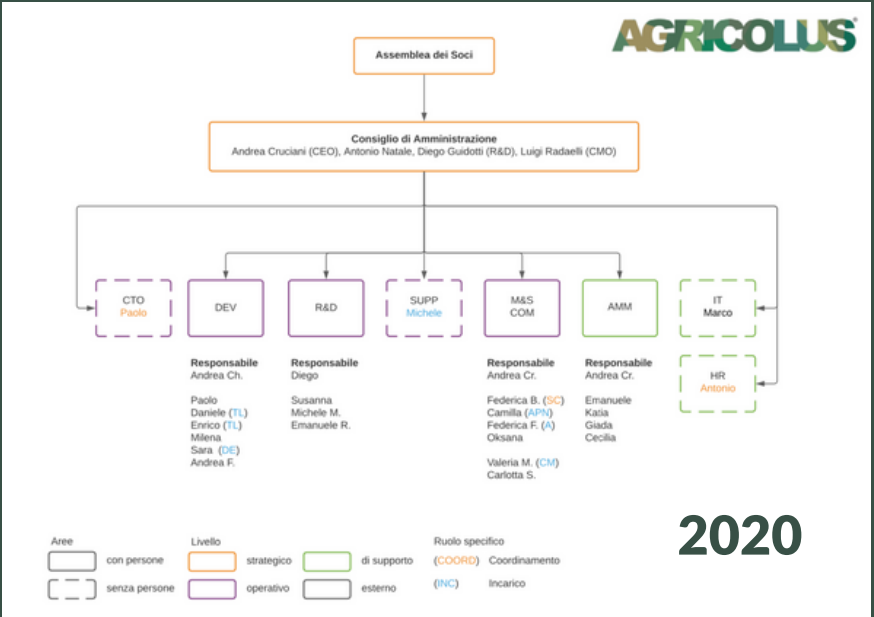 AGRICOLUS
Assemblea dei Soci
Consiglio di Amministrazione
Andrea Cruciani (CEO), Antonio Natale, Diego Guidotti (R&D), Luigi Radaelli (CMO)
CTO
Paolo
DEV
R&D
SUPP
Michele
M&S
COM
AMM
IT
Marco
HR
Antonio
Responsabile
Andrea Ch.
Paolo
Daniele (TL)
Enrico (TL)
Milena
Sara (DE)
Andrea F.
Responsabile
Diego
Susanna
Michele M.
Emanuele R.
Responsabile
Andrea Cr.
Federica B. (SC)
Camilla (APN)
Federica F. (A)
Oksana
Valeria M. (CM)
Carlotta S.
Responsabile
Andrea Cr.
Emanuele
Katia
Giada
Cecilia
2020
Aree
con persone
senza persone
Livello
strategico
operativo
di supporto
esterno
Ruolo specifico
(COORD) Coordinamento
(INC) Incarico